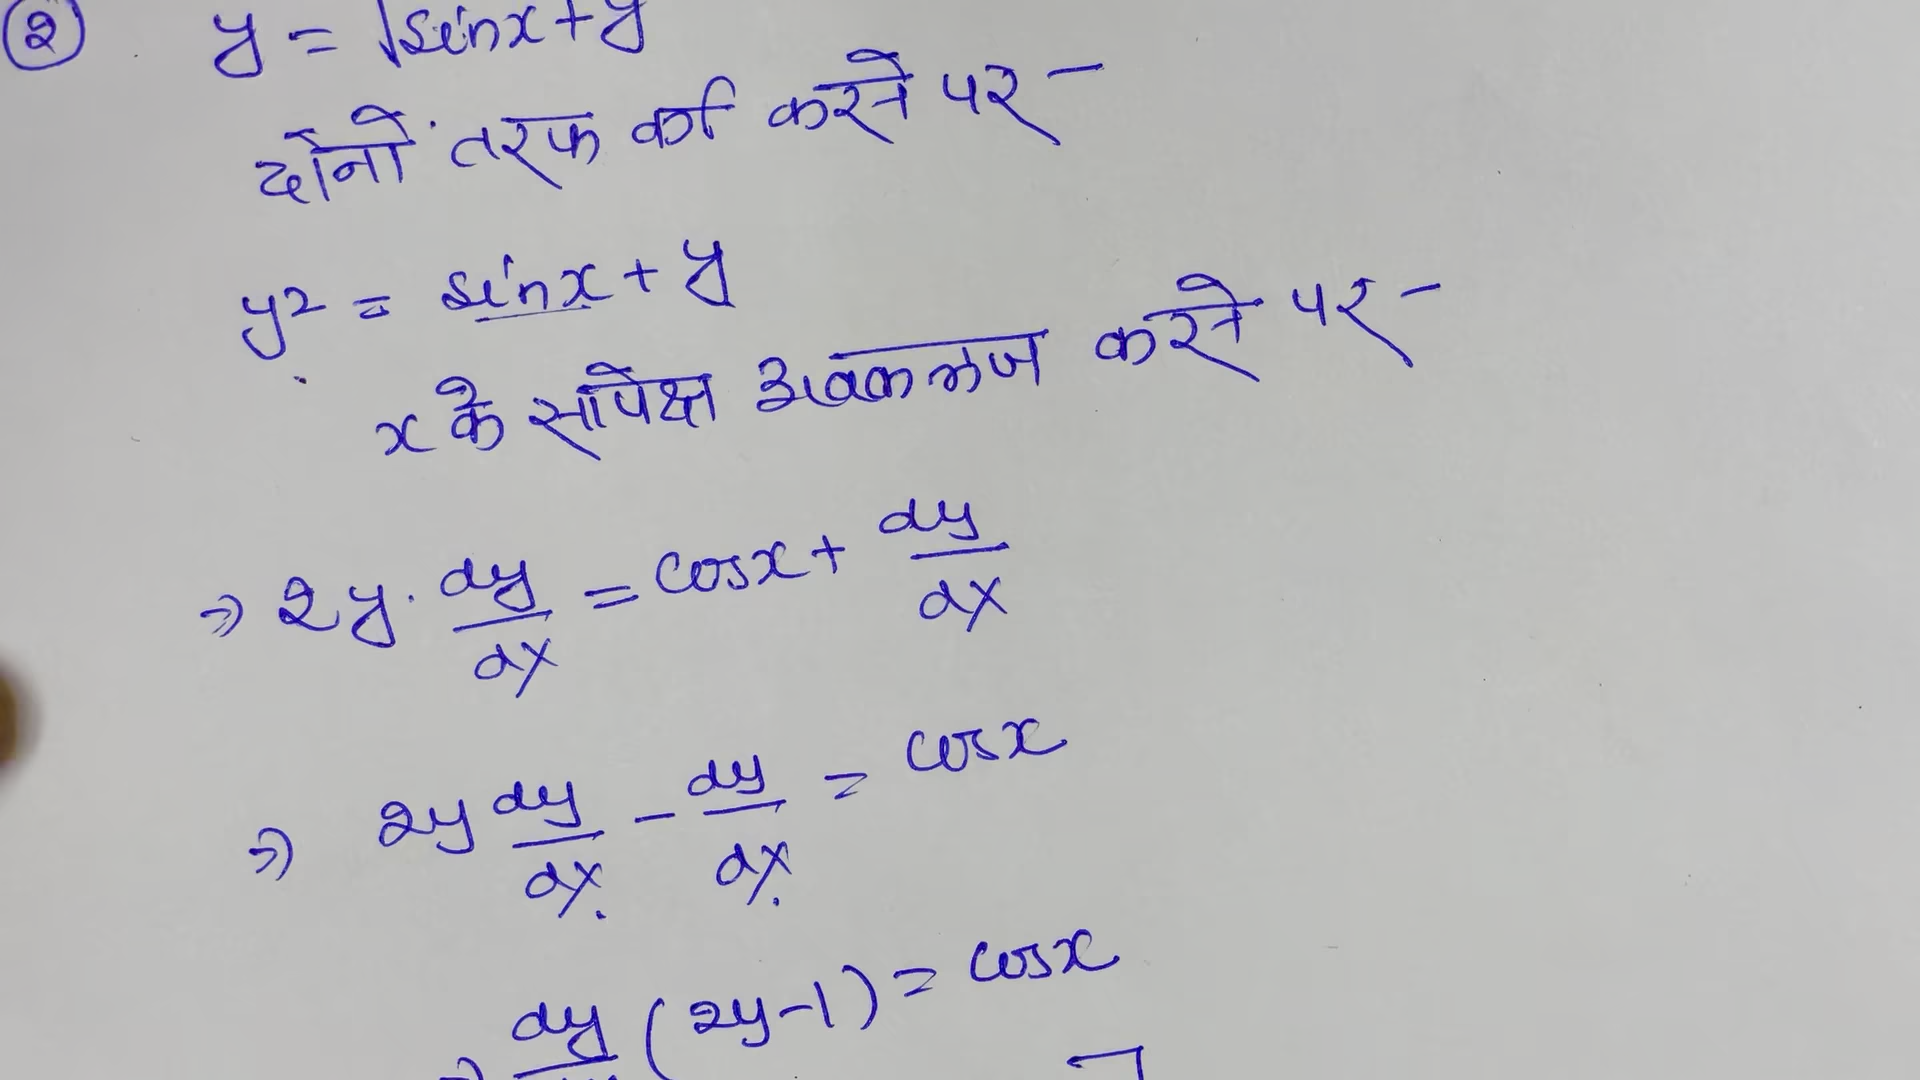 ② y = √sinx+y
दोनों तरफ वर्ग करने पर -
y² = sinx + y
x के सापेक्ष अवकलन करने पर -
⇒ 2y · dy/dx = cosx + dy/dx
⇒ 2y dy/dx - dy/dx = cosx
⇒ dy/dx (2y-1) = cosx